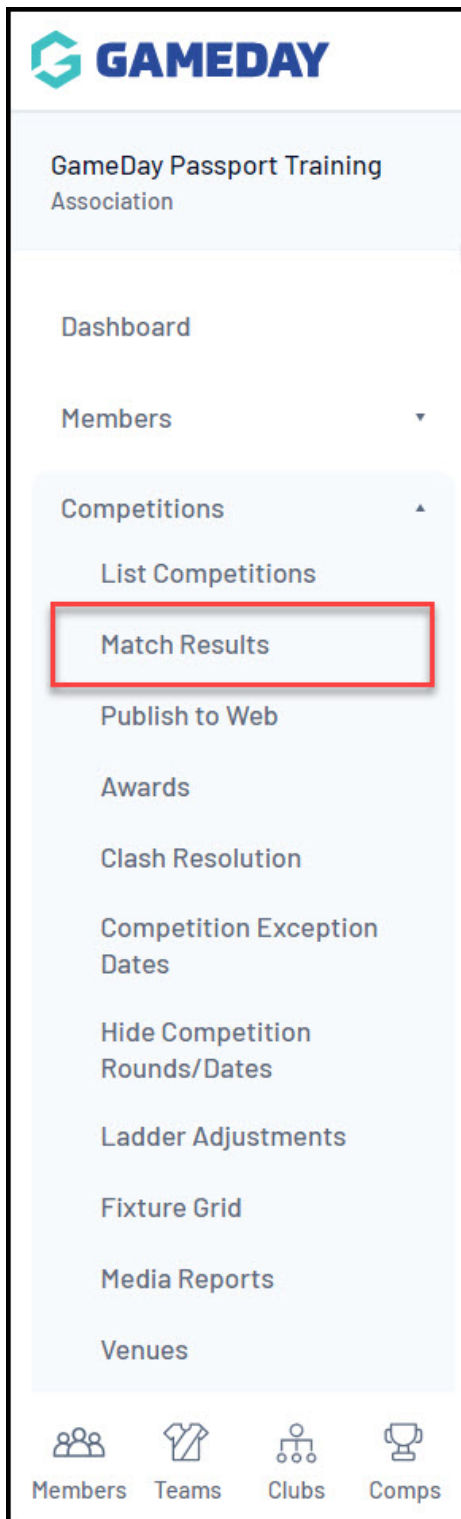 GAMEDAY
GameDay Passport Training
Association
Dashboard
Members
Competitions
List Competitions
Match Results
Publish to Web
Awards
Clash Resolution
Competition Exception
Dates
Hide Competition
Rounds/Dates
Ladder Adjustments
Fixture Grid
Media Reports
Venues
Members Teams Clubs Comps